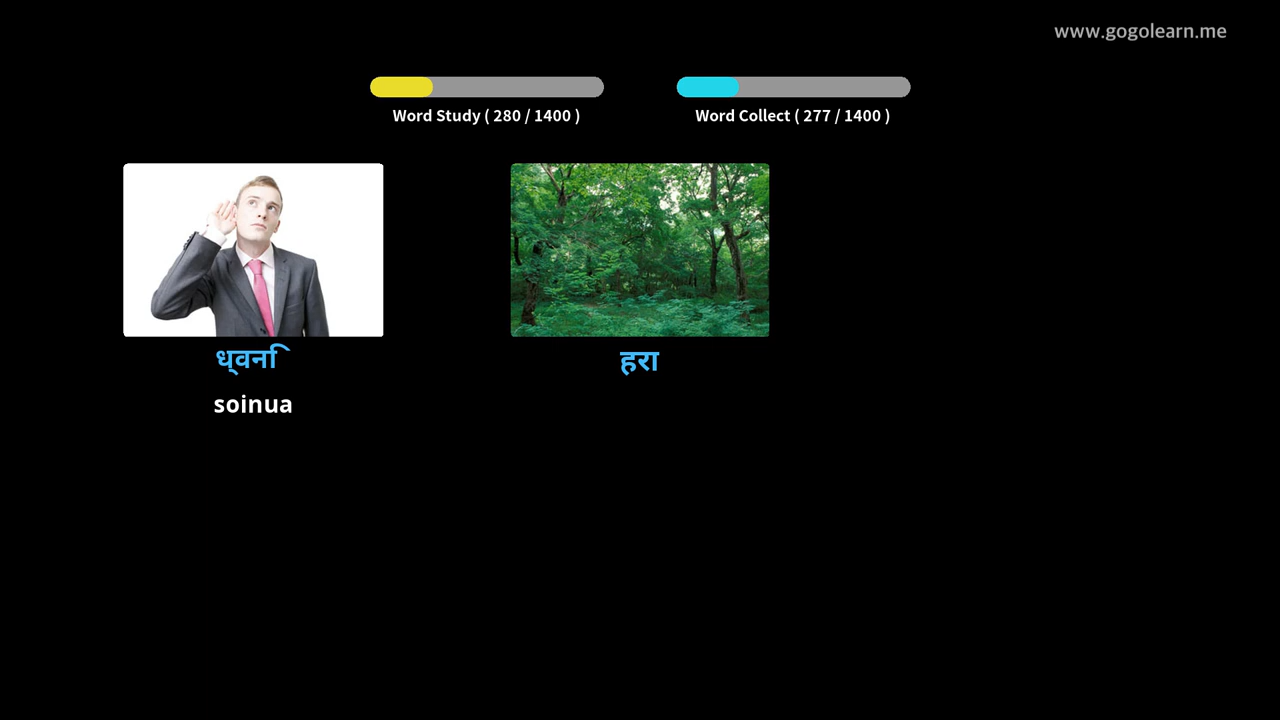 www.gogolearn.me
Word Study ( 280 / 1400 )
Word Collect ( 277 / 1400 )
ध्वनि
हरा
soinua